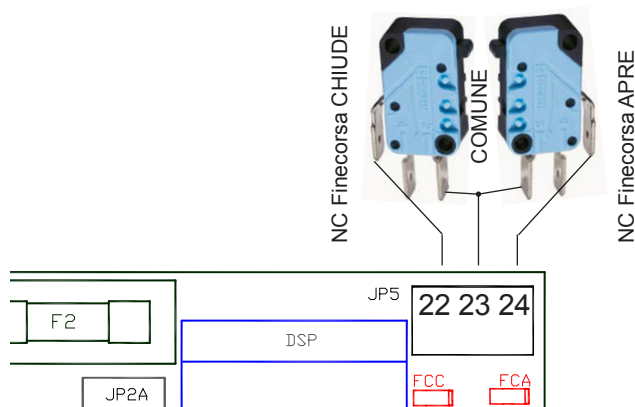 NC Finecorsa CHIUDE
COMUNE
NC Finecorsa APRE
JP5
22 23 24
F2
DSP
FCC
FCA
JP2A